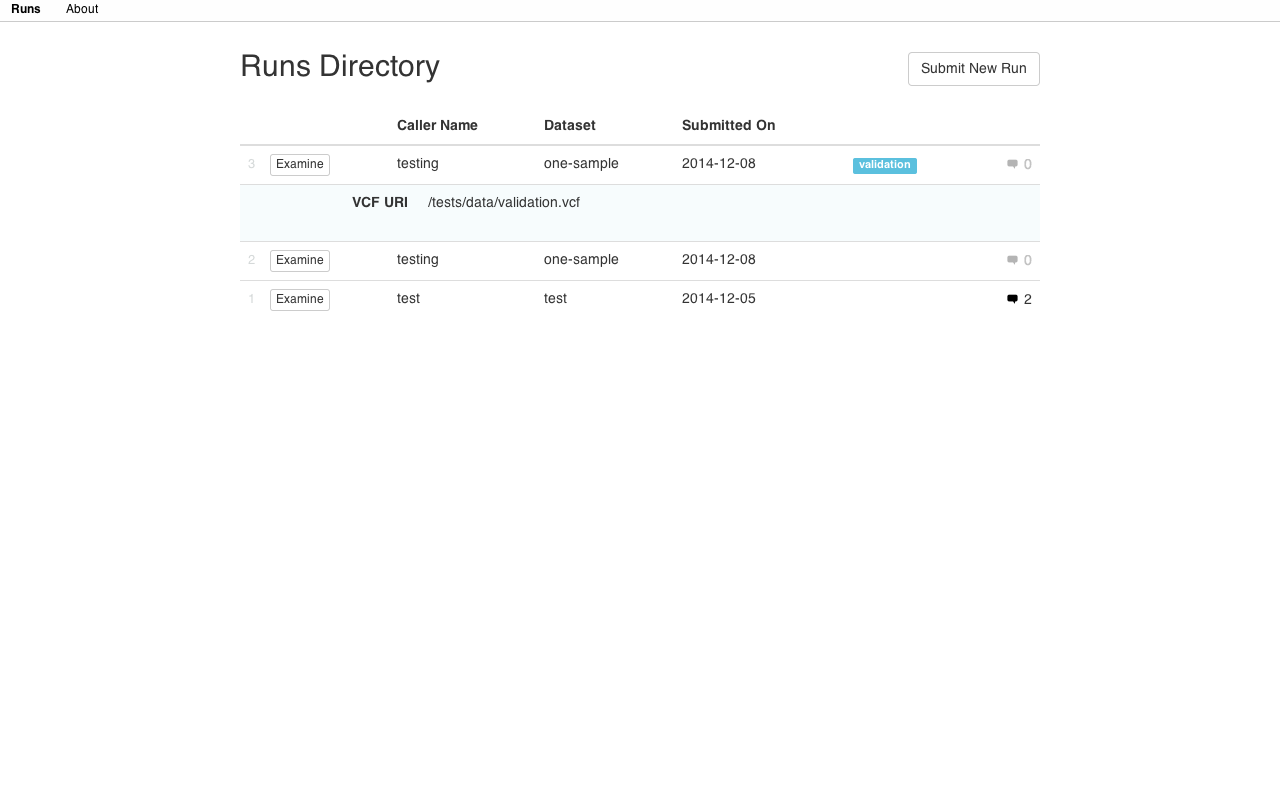 Runs About
Runs Directory
Submit New Run
Caller Name Dataset Submitted On
3 Examine testing one-sample 2014-12-08 validation 0
VCF URI /tests/data/validation.vcf
2 Examine testing one-sample 2014-12-08 0
1 Examine test test 2014-12-05 2